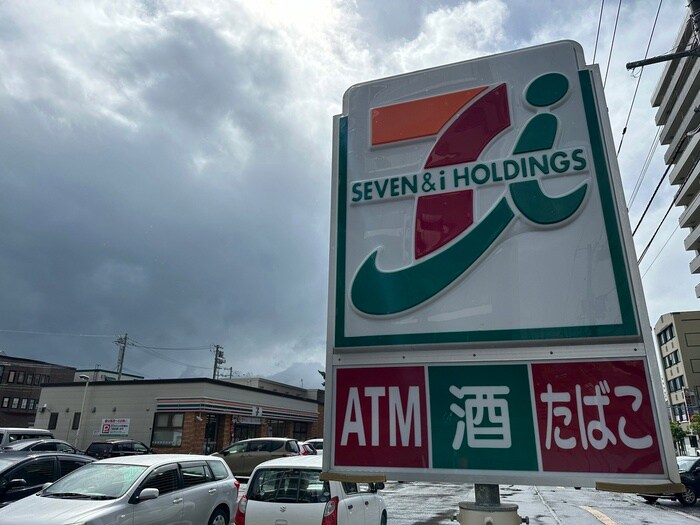 SEVEN & i HOLDINGS
ATM 酒 たばこ